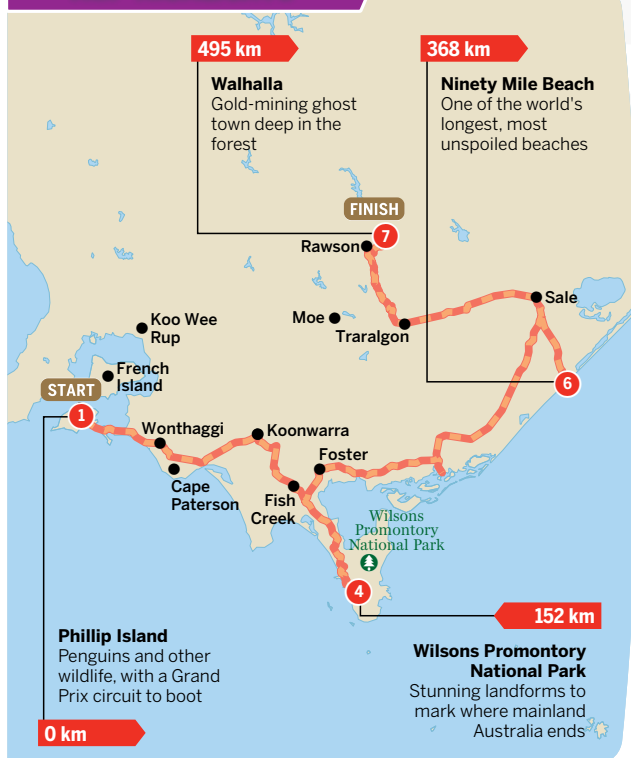 495 km
Walhalla
Gold-mining ghost
town deep in the
forest
368 km
Ninety Mile Beach
One of the world's
longest, most
unspoiled beaches
FINISH
7
Rawson
Sale
Moe
Traralgon
Koo Wee
Rup
French
Island
START
1
6
Wonthaggi
Koonwarra
Foster
Cape
Paterson
Fish
Creek
Wilsons
Promontory
National Park
4
152 km
Wilsons Promontory
National Park
Stunning landforms to
mark where mainland
Australia ends
Phillip Island
Penguins and other
wildlife, with a Grand
Prix circuit to boot
0 km